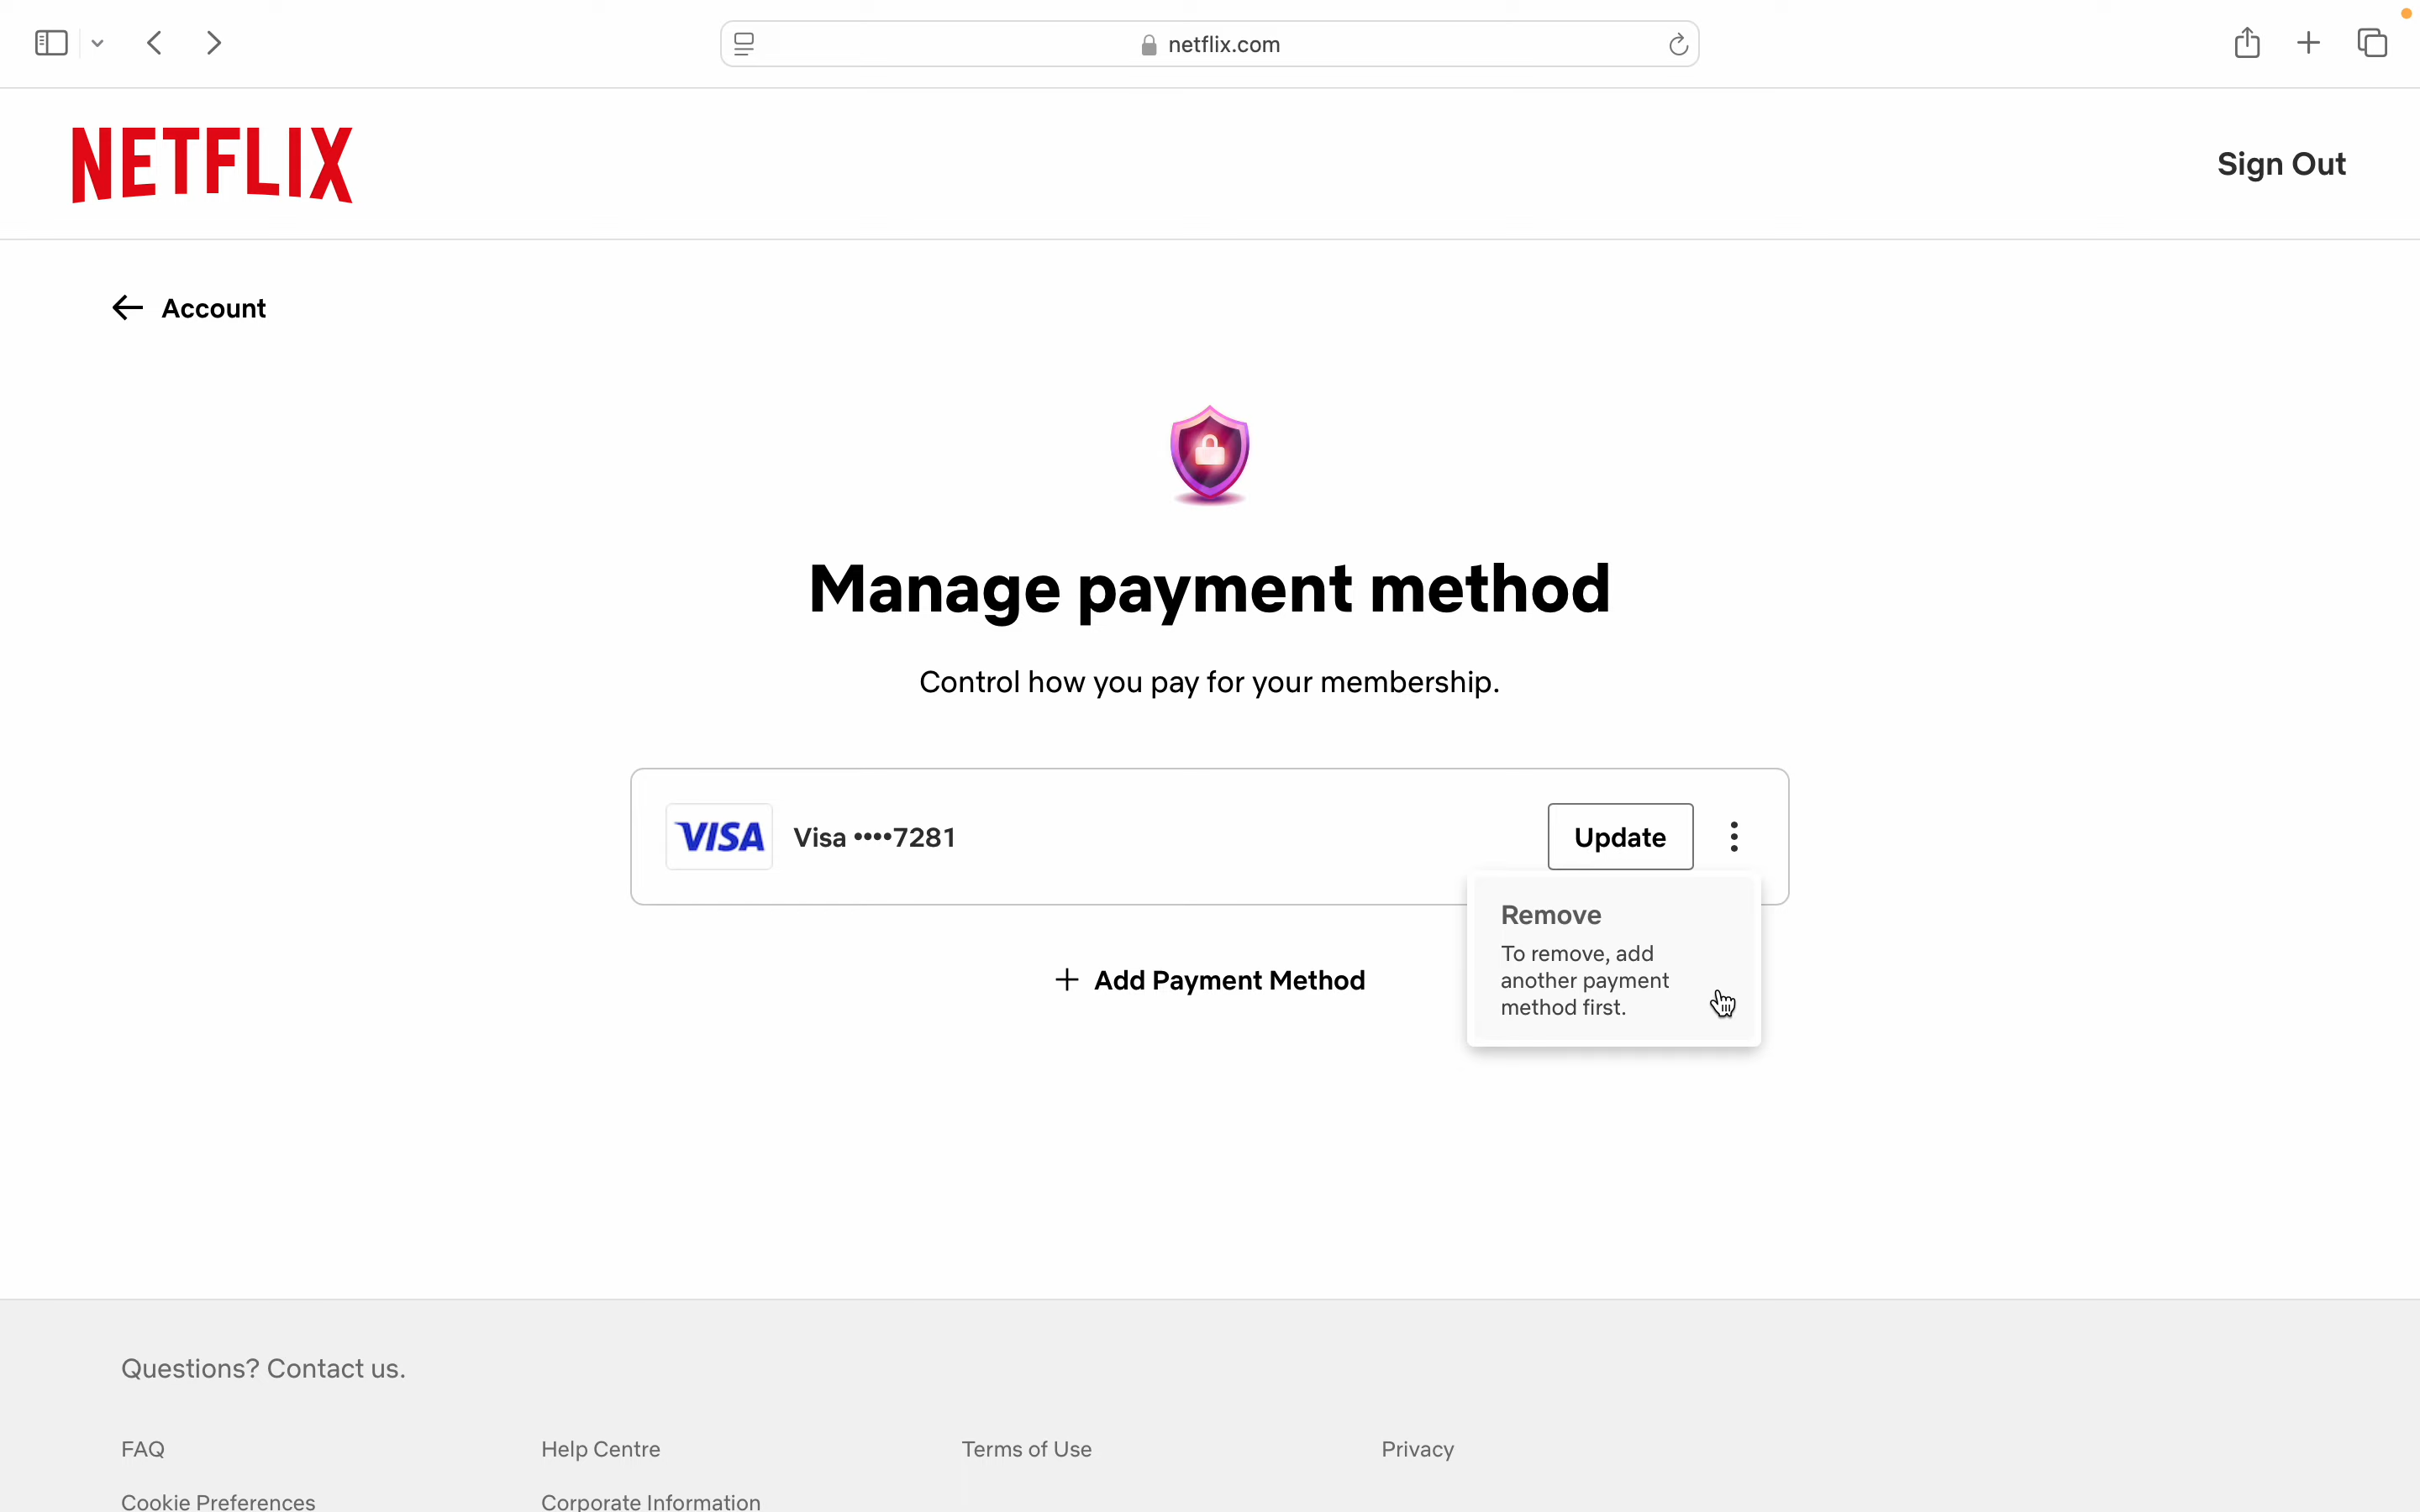 netflix.com
NETFLIX
Sign Out
← Account
Manage payment method
Control how you pay for your membership.
VISA Visa ••••7281 Update
Remove
To remove, add
another payment
method first.
+ Add Payment Method
Questions? Contact us.
FAQ Help Centre Terms of Use Privacy
Cookie Preferences Corporate Information